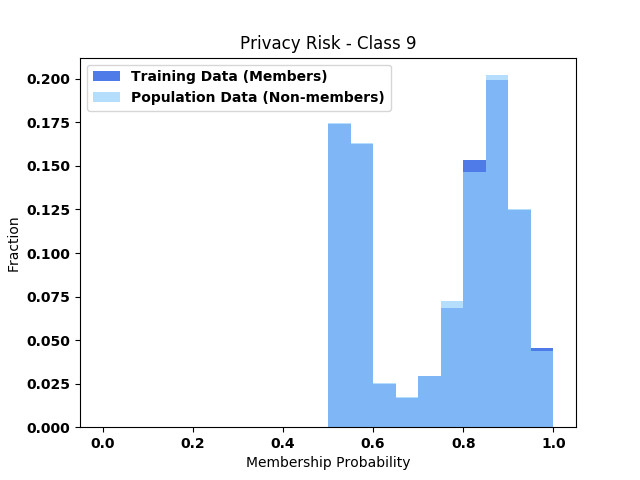 Privacy Risk - Class 9
Training Data (Members)
Population Data (Non-members)
0.200
0.175
0.150
0.125
0.100
0.075
0.050
0.025
0.000
Fraction
0.0 0.2 0.4 0.6 0.8 1.0
Membership Probability